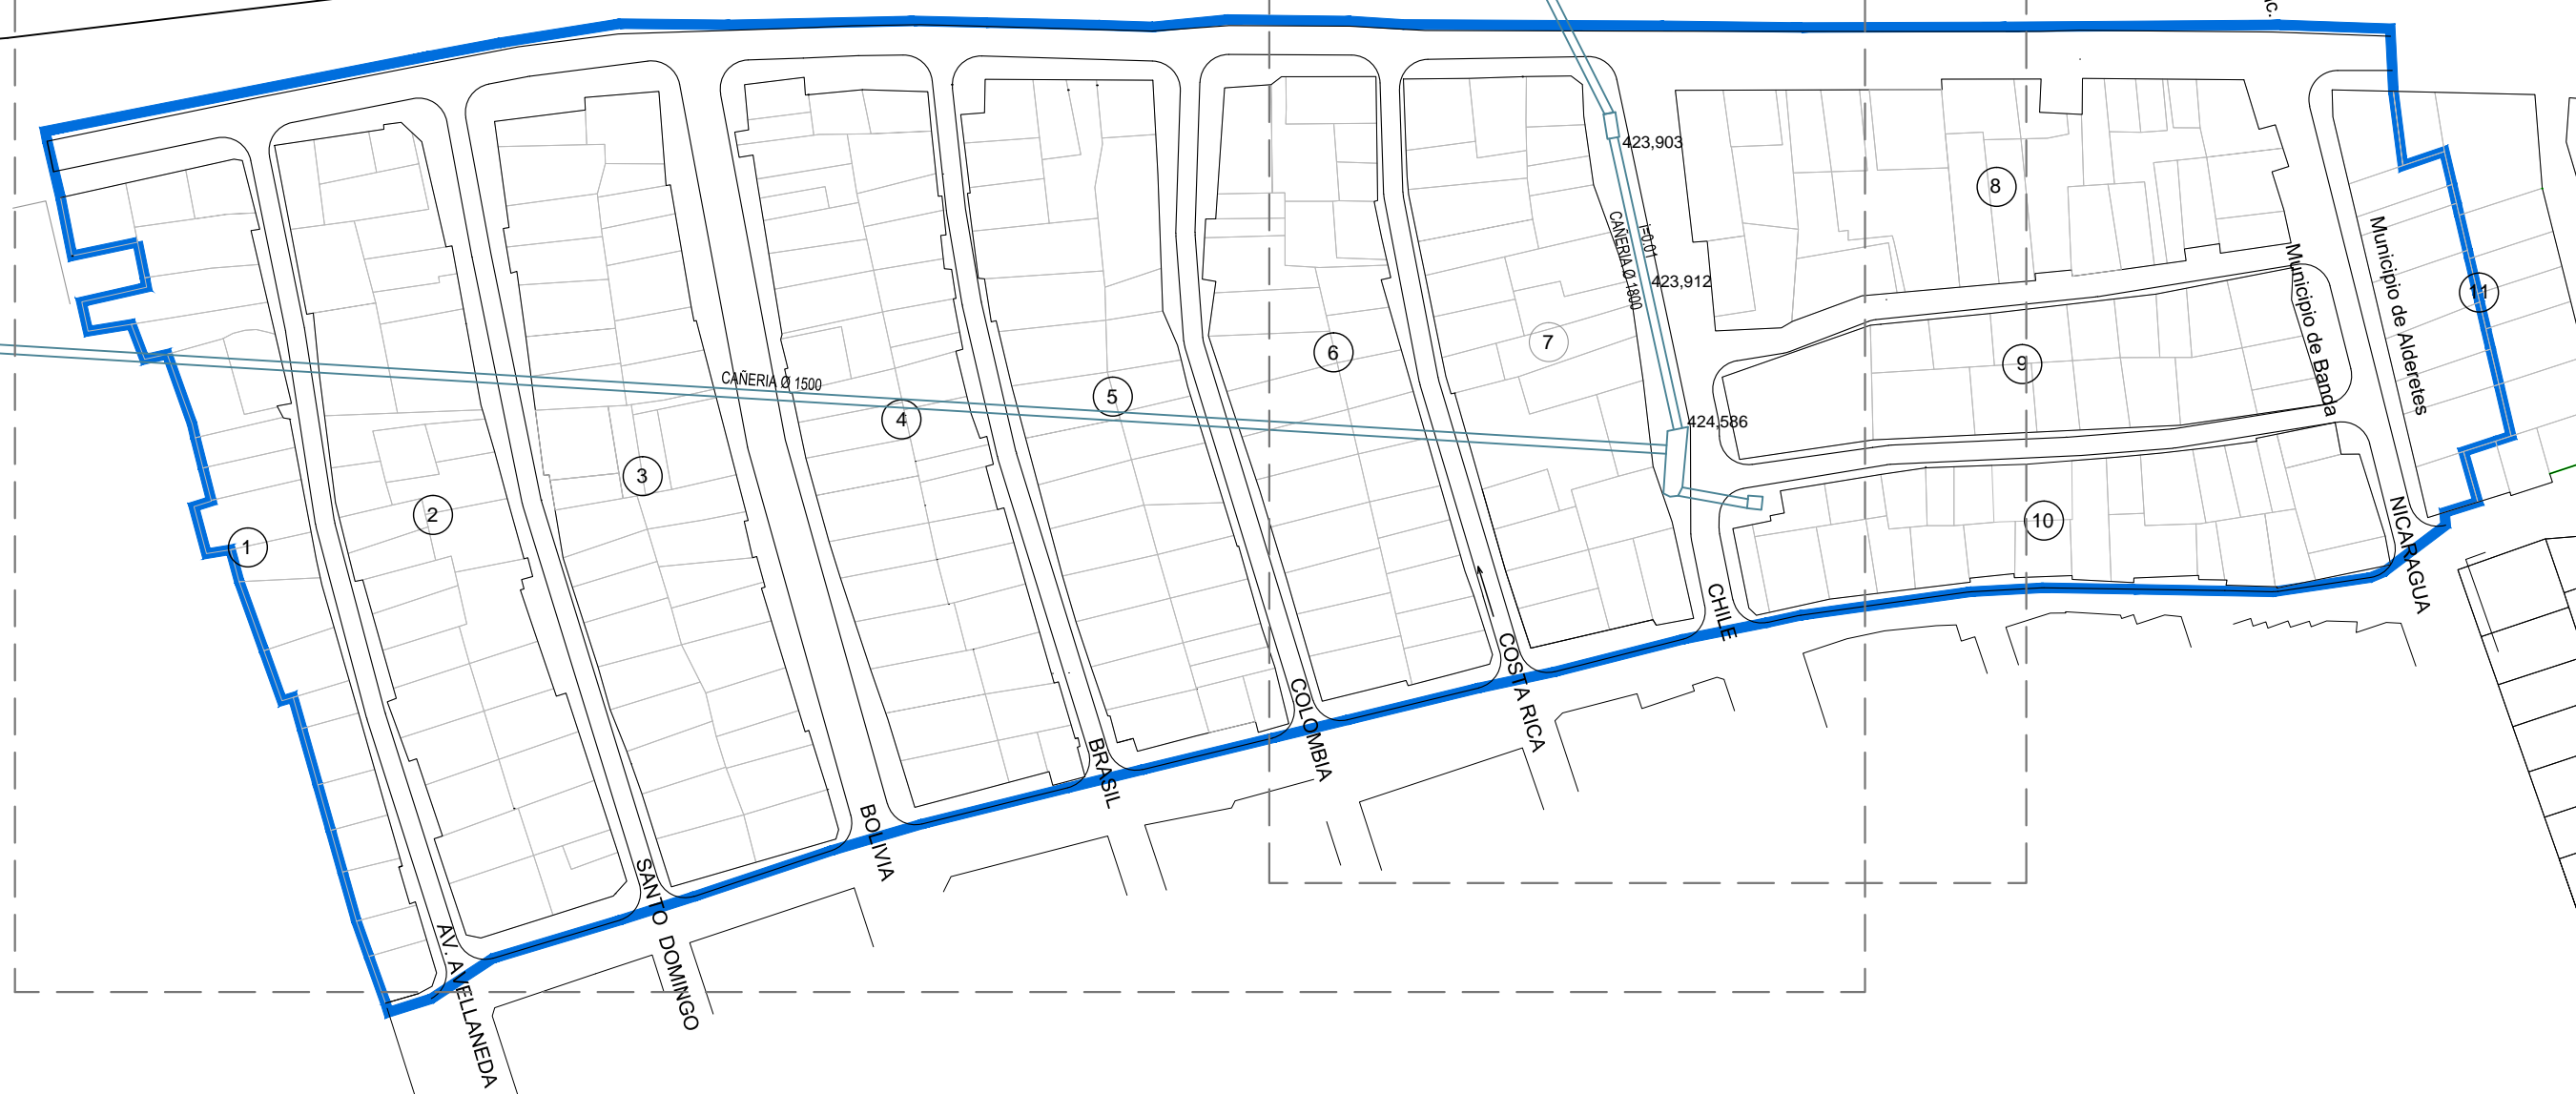 c.
423,903
8
CAÑERIA Ø 1800
i=0.01
423,912
Municipio de Banda
Municipio de Alderetes
11
7
6
9
CAÑERIA Ø 1500
5
4
424,586
3
2
10
1
NICARAGUA
CHILE
COSTA RICA
COLOMBIA
BRASIL
BOLIVIA
SANTO DOMINGO
AV. AVELLANEDA